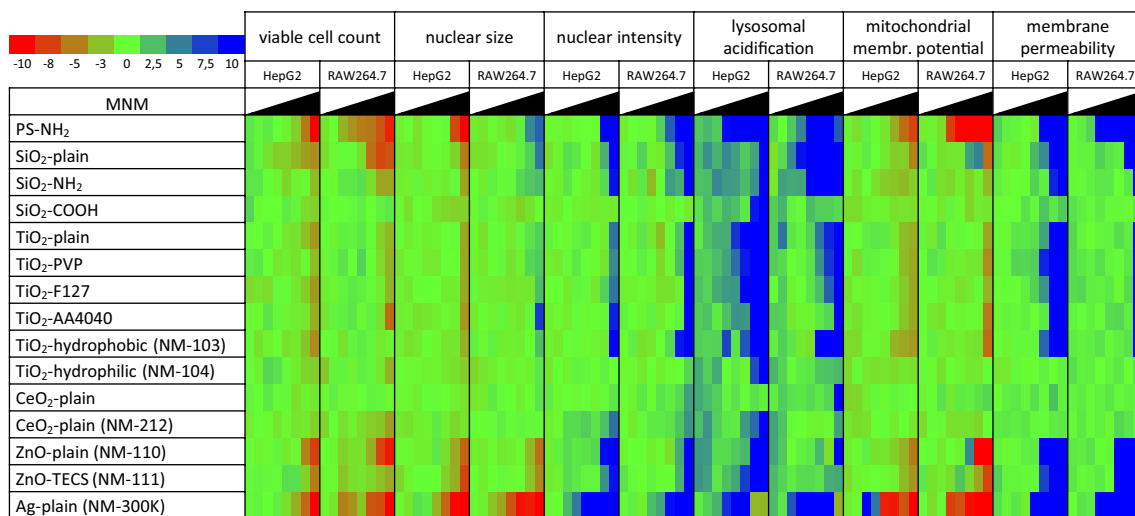 viable cell count nuclear size nuclear intensity lysosomal acidification mitochondrial membr. potential membrane permeability
-10 -8 -5 -3 0 2,5 5 7,5 10
HepG2 RAW264.7 HepG2 RAW264.7 HepG2 RAW264.7 HepG2 RAW264.7 HepG2 RAW264.7 HepG2 RAW264.7
MNM
PS-NH₂
SiO₂-plain
SiO₂-NH₂
SiO₂-COOH
TiO₂-plain
TiO₂-PVP
TiO₂-F127
TiO₂-AA4040
TiO₂-hydrophobic (NM-103)
TiO₂-hydrophilic (NM-104)
CeO₂-plain
CeO₂-plain (NM-212)
ZnO-plain (NM-110)
ZnO-TECS (NM-111)
Ag-plain (NM-300K)